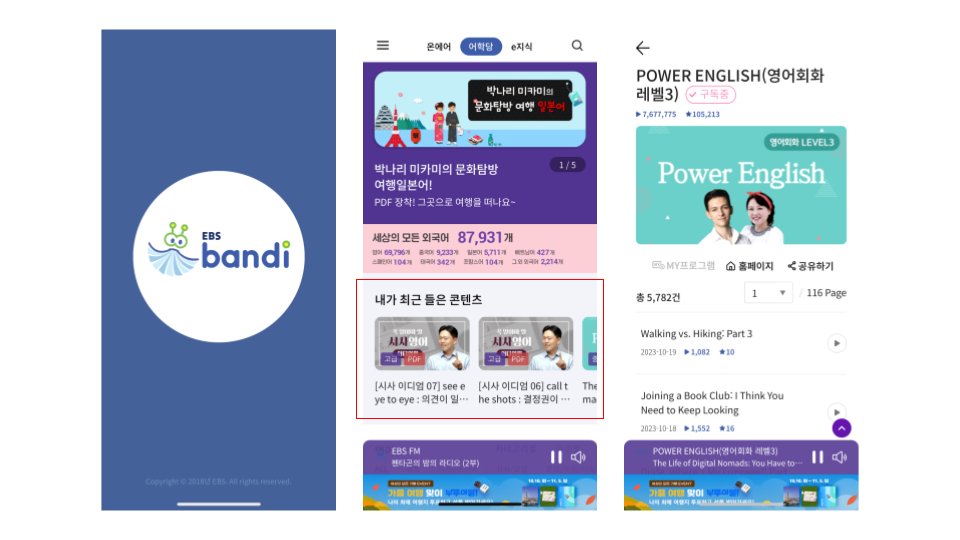 EBS
bandi
Copyright © 2019년 EBS. All rights reserved.
온에어
어학당
e지식
박나리 미카미의
문화탐방 여행 일본어
박나리 미카미의 문화탐방
여행일본어!
1 / 5
PDF 장착! 그곳으로 여행을 떠나요~
세상의 모든 외국어 87,931개
영어 69,796개 중국어 9,233개 일본어 5,711개 베트남어 427개
스페인어 104개 외국어 342개 프랑스어 104개 그 외 외국어 2,214개
내가 최근 들은 콘텐츠
시사영어
고급 PDF
시사영어
고급 PDF
[시사 이디엄 07] see e
ye to eye : 의견이 일…
[시사 이디엄 06] call t
he shots : 결정권이 …
The
ma
EBS FM
펜타곤의 밤의 라디오 (2부)
가을 여행 맞이
POWER ENGLISH(영어회화
레벨3) 구독중
7,677,775 105,213
영어회화 LEVEL3
Power English
MY프로그램 홈페이지 공유하기
총 5,782건
1 / 116 Page
Walking vs. Hiking: Part 3
2023-10-19 1,082 10
Joining a Book Club: I Think You
Need to Keep Looking
2023-10-18 1,552 16
POWER ENGLISH(영어회화 레벨3)
The Life of Digital Nomads: You Have to…
가을 여행 맞이